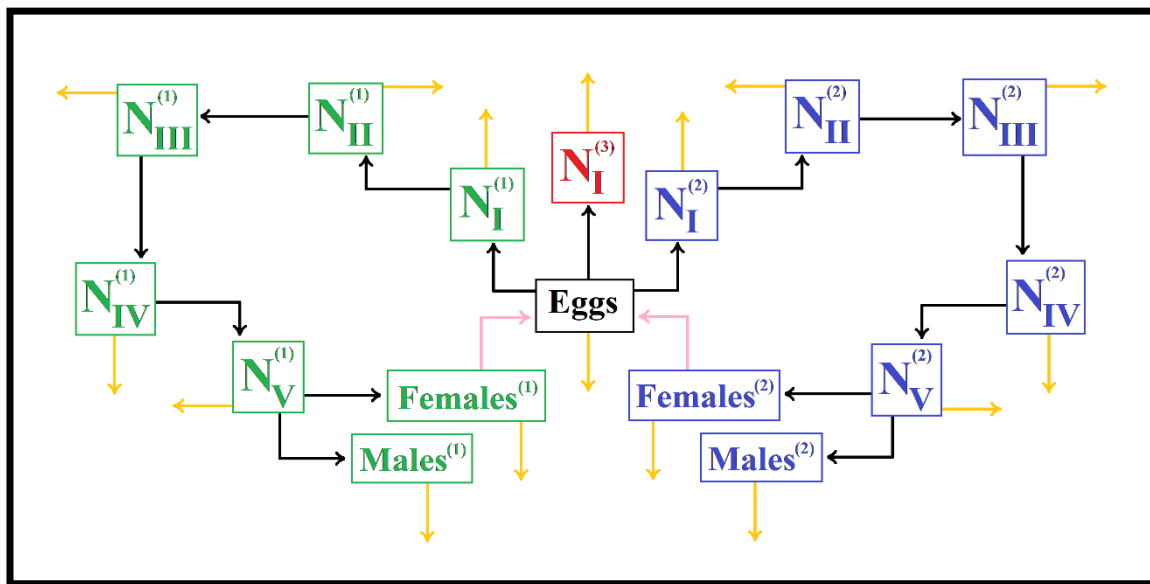 N_III^(1)
N_II^(1)
N_I^(1)
N_IV^(1)
N_V^(1)
Females^(1)
Males^(1)
N_I^(3)
Eggs
N_II^(2)
N_III^(2)
N_I^(2)
N_IV^(2)
N_V^(2)
Females^(2)
Males^(2)